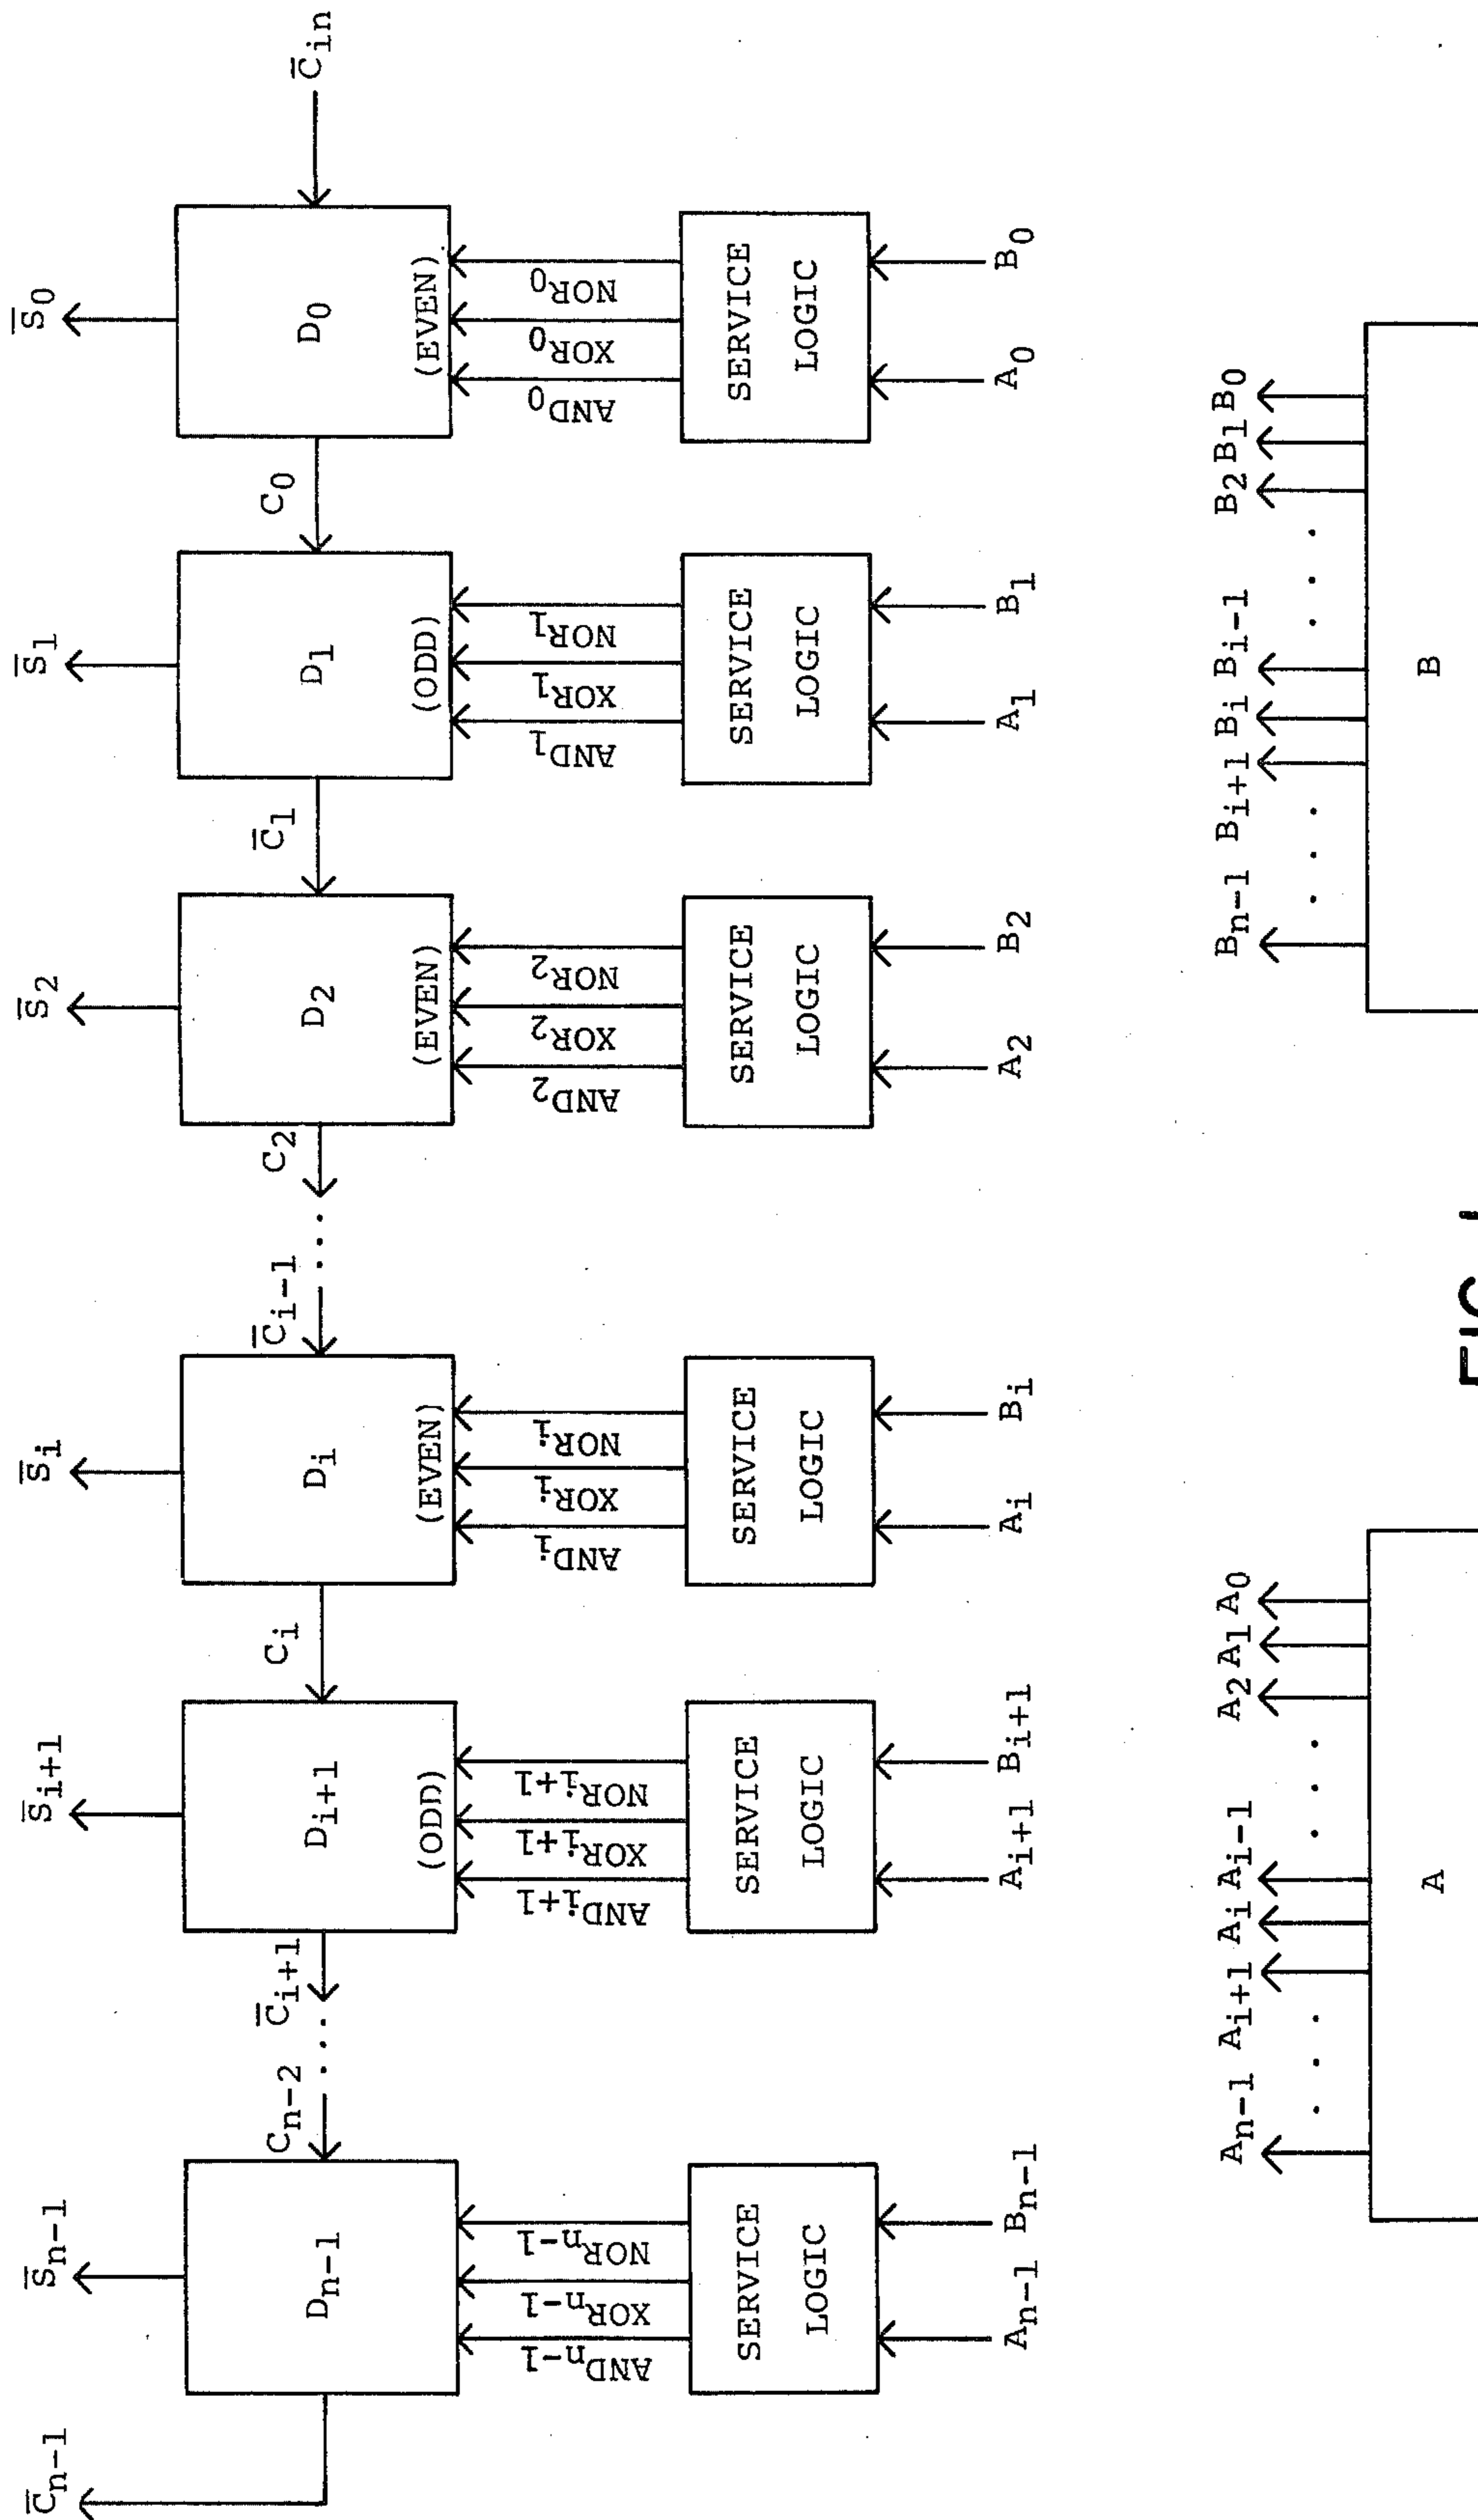 C̄n-1 S̄n-1 S̄i+1 S̄i S̄2 S̄1 S̄0
Cn-2 C̄i+1 Ci C̄i-1 C2 C̄1 C0 C̄in
Dn-1 Di+1 Di D2 D1 D0
(ODD) (EVEN) (EVEN) (ODD) (EVEN)
ANDn-1 XORn-1 NORn-1 ANDi+1 XORi+1 NORi+1 ANDi XORi NORi AND2 XOR2 NOR2 AND1 XOR1 NOR1 AND0 XOR0 NOR0
SERVICE SERVICE SERVICE SERVICE SERVICE SERVICE
LOGIC LOGIC LOGIC LOGIC LOGIC LOGIC
An-1 Bn-1 Ai+1 Bi+1 Ai Bi A2 B2 A1 B1 A0 B0
An-1 Ai+1 Ai Ai-1 A2 A1 A0 Bn-1 Bi+1 Bi Bi-1 B2 B1 B0
A B